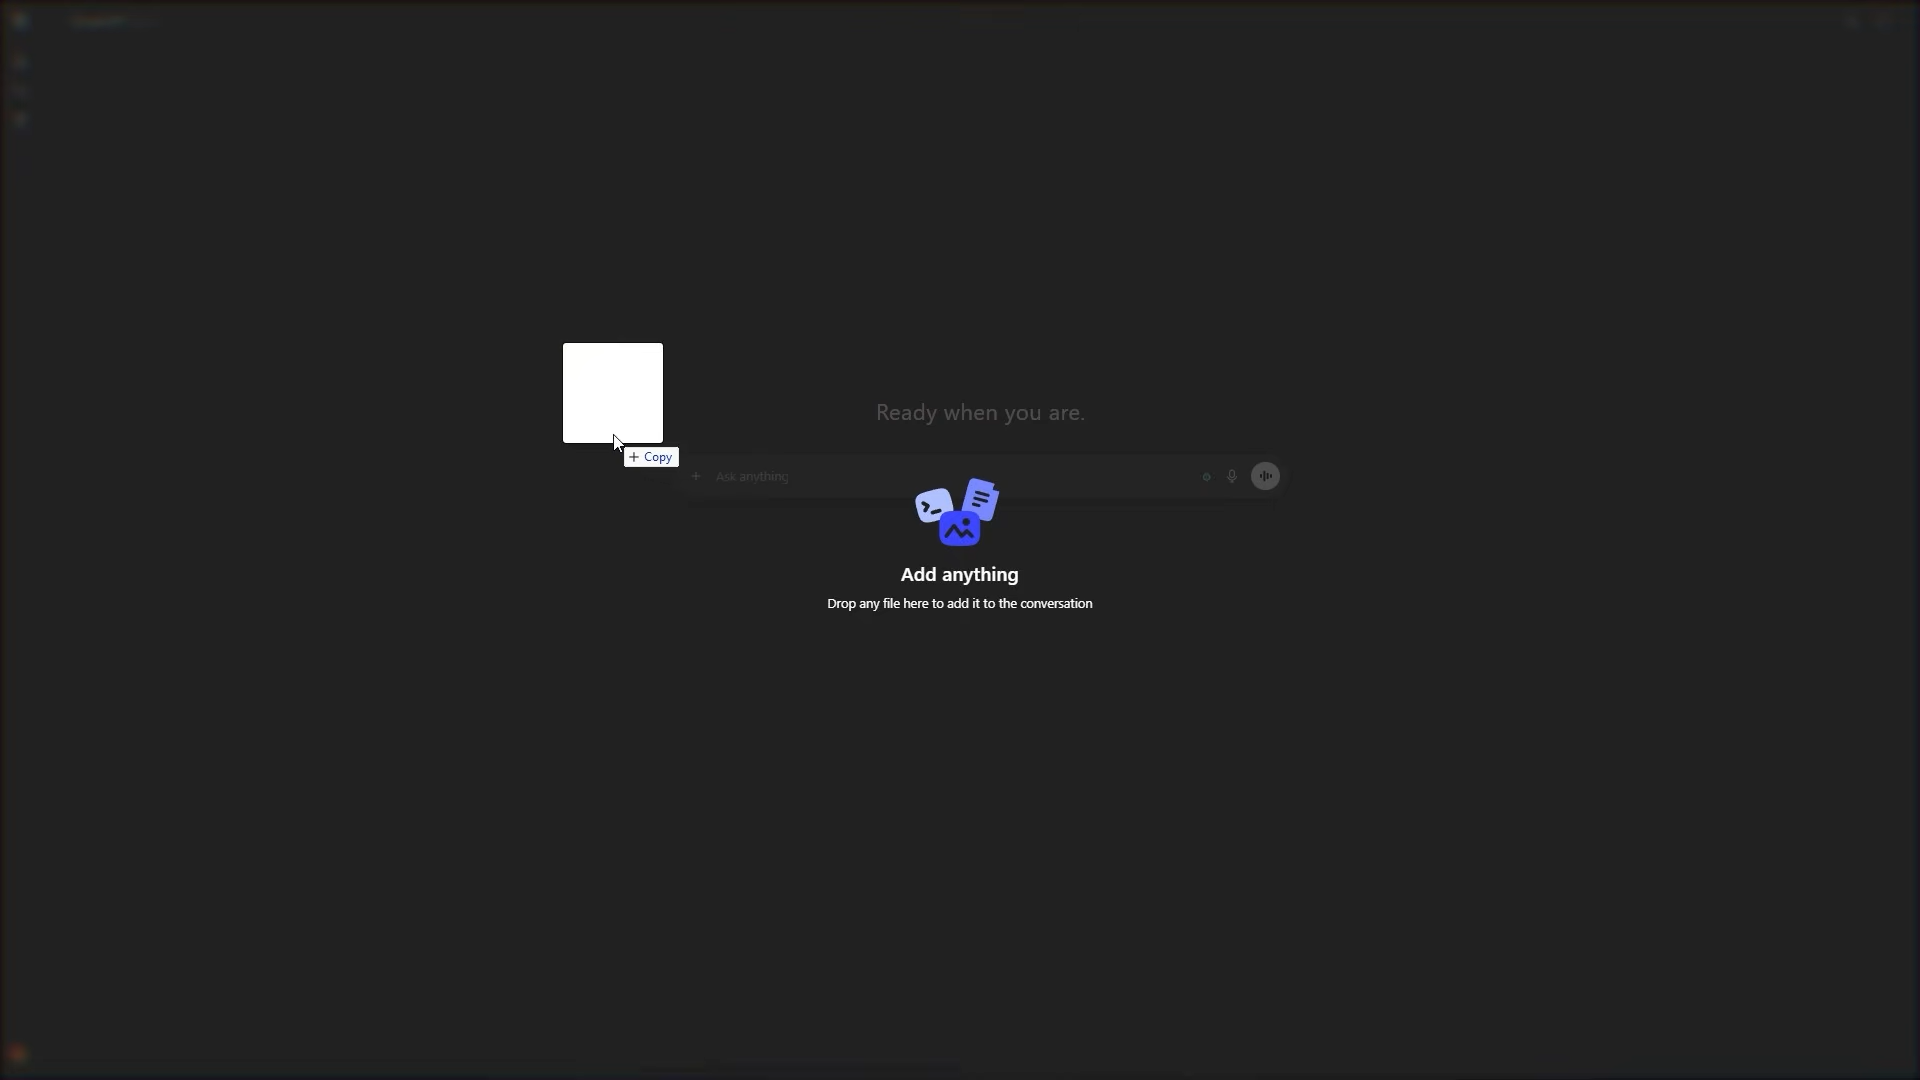 Ready when you are.
+ Copy
Ask anything
Add anything
Drop any file here to add it to the conversation